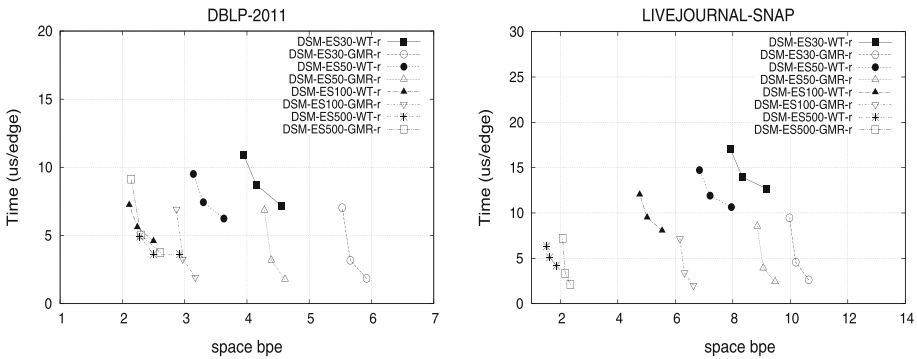 DBLP-2011
20
15
10
5
0
1 2 3 4 5 6 7
Time (us/edge)
space bpe
DSM-ES30-WT-r
DSM-ES30-GMR-r
DSM-ES50-WT-r
DSM-ES50-GMR-r
DSM-ES100-WT-r
DSM-ES100-GMR-r
DSM-ES500-WT-r
DSM-ES500-GMR-r
LIVEJOURNAL-SNAP
30
25
20
15
10
5
0
2 4 6 8 10 12 14
Time (us/edge)
space bpe
DSM-ES30-WT-r
DSM-ES30-GMR-r
DSM-ES50-WT-r
DSM-ES50-GMR-r
DSM-ES100-WT-r
DSM-ES100-GMR-r
DSM-ES500-WT-r
DSM-ES500-GMR-r